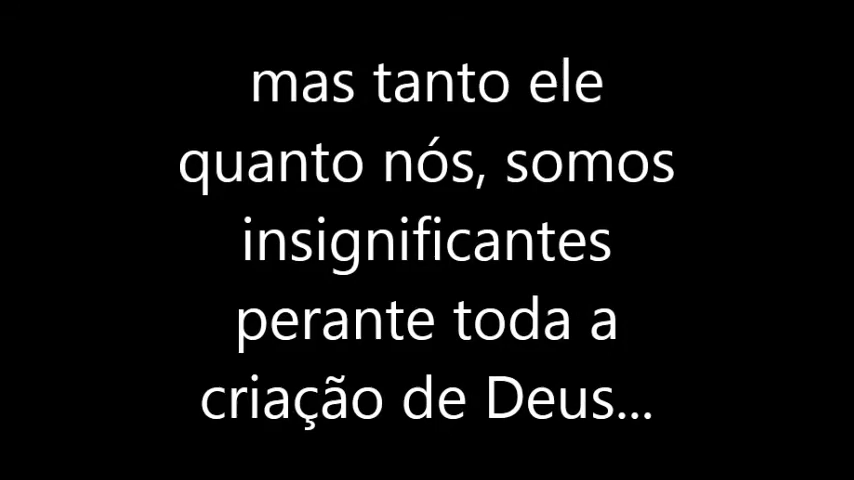 mas tanto ele
quanto nós, somos
insignificantes
perante toda a
criação de Deus...